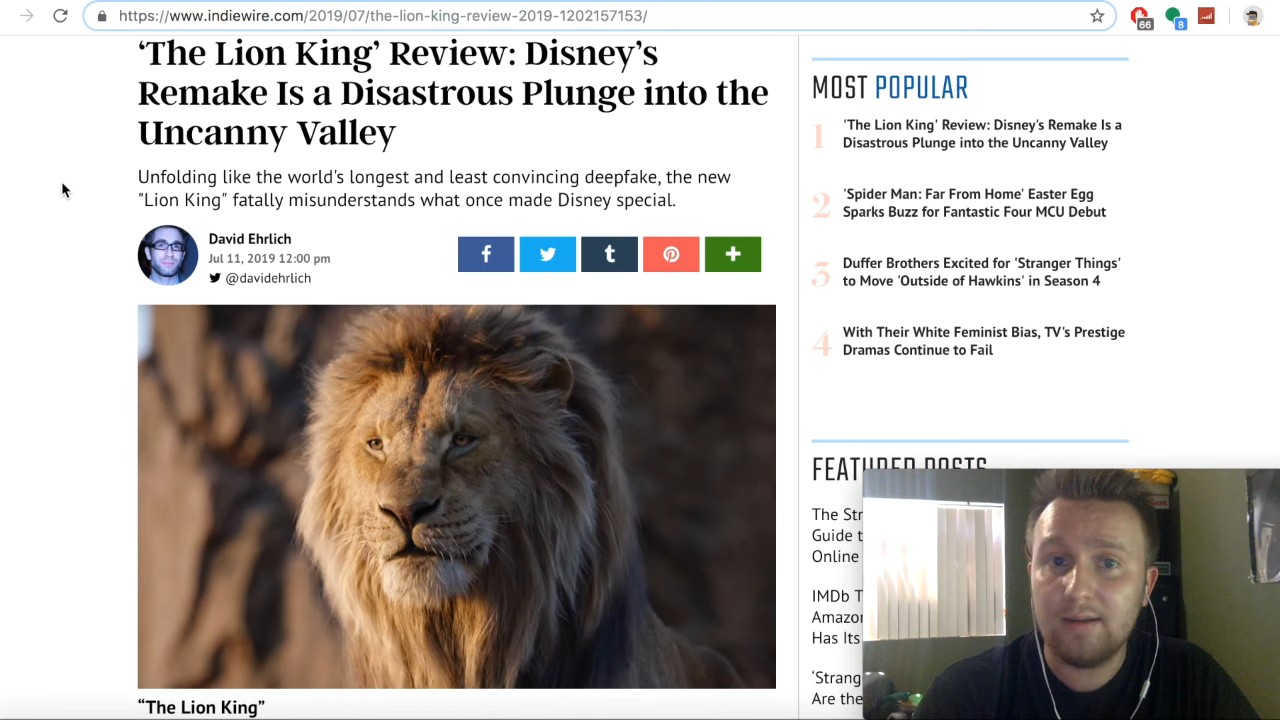 https://www.indiewire.com/2019/07/the-lion-king-review-2019-1202157153/
66
8
‘The Lion King’ Review: Disney’s
Remake Is a Disastrous Plunge into the
Uncanny Valley
Unfolding like the world's longest and least convincing deepfake, the new
"Lion King" fatally misunderstands what once made Disney special.
David Ehrlich
Jul 11, 2019 12:00 pm
@davidehrlich
“The Lion King”
MOST POPULAR
1
'The Lion King' Review: Disney's Remake Is a
Disastrous Plunge into the Uncanny Valley
2
'Spider Man: Far From Home' Easter Egg
Sparks Buzz for Fantastic Four MCU Debut
3
Duffer Brothers Excited for 'Stranger Things'
to Move 'Outside of Hawkins' in Season 4
4
With Their White Feminist Bias, TV's Prestige
Dramas Continue to Fail
FEATURED POSTS
The Str
Guide t
Online
IMDb T
Amazo
Has Its
'Strang
Are the